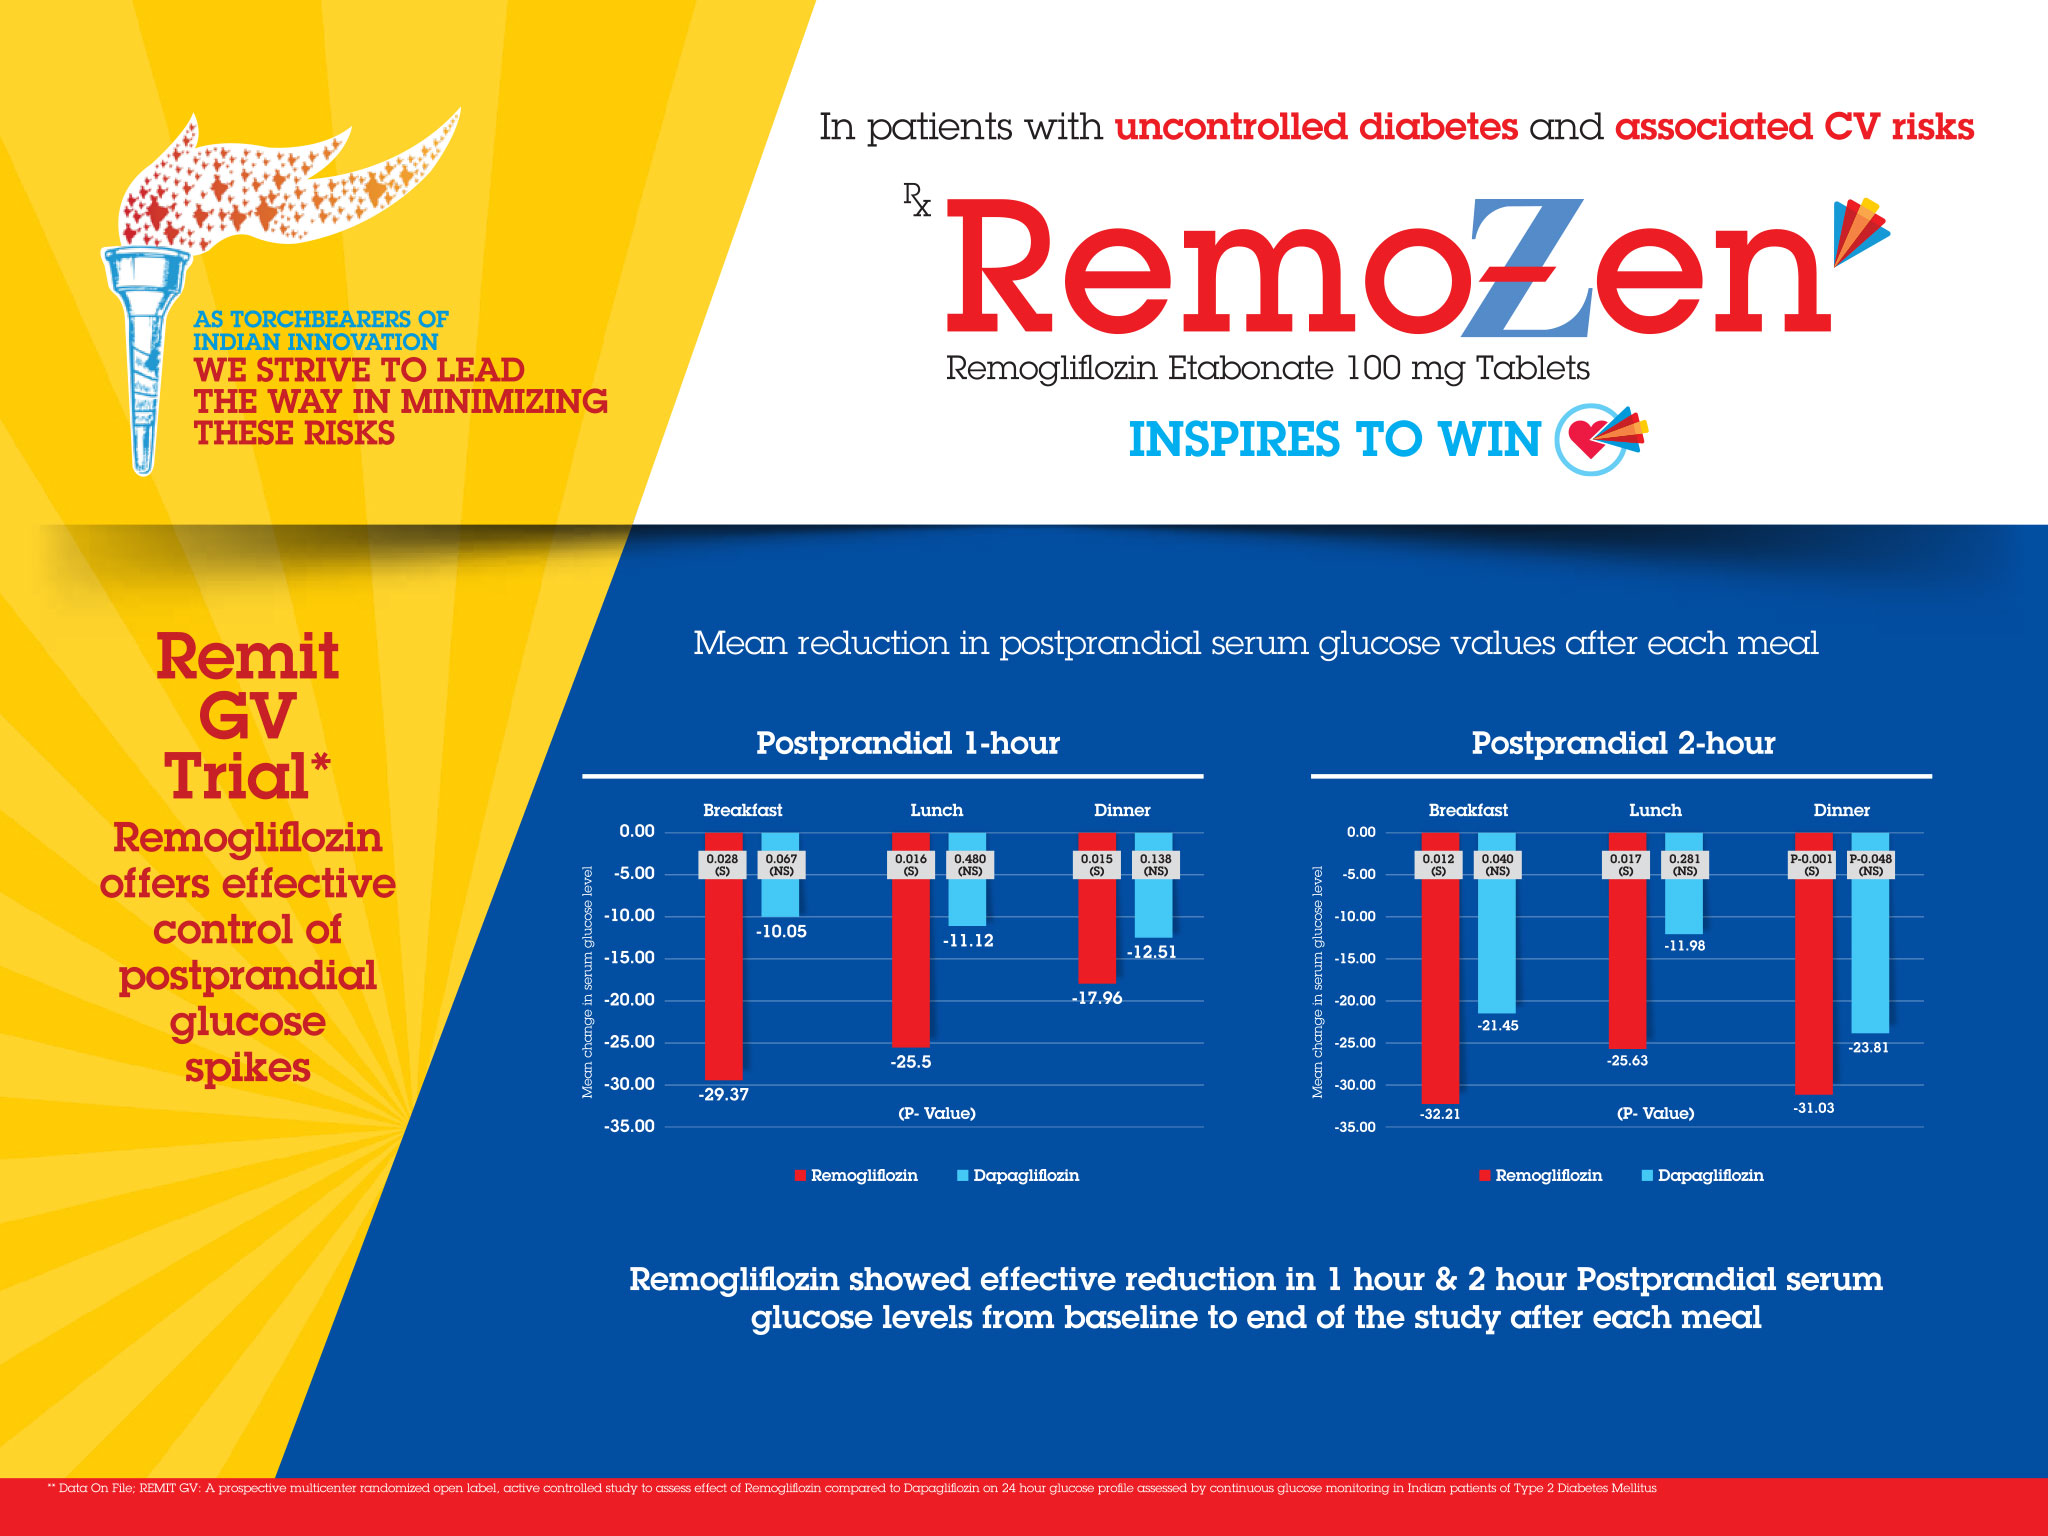 In patients with uncontrolled diabetes and associated CV risks
Rx
RemoZen
Remogliflozin Etabonate 100 mg Tablets
INSPIRES TO WIN
AS TORCHBEARERS OF
INDIAN INNOVATION
WE STRIVE TO LEAD
THE WAY IN MINIMIZING
THESE RISKS
Remit
GV
Trial*
Remogliflozin
offers effective
control of
postprandial
glucose
spikes
Mean reduction in postprandial serum glucose values after each meal
Postprandial 1-hour
Breakfast Lunch Dinner
Mean change in serum glucose level
0.00
-5.00
-10.00
-15.00
-20.00
-25.00
-30.00
-35.00
0.028 0.067 0.016 0.480 0.015 0.138
(S) (NS) (S) (NS) (S) (NS)
-10.05
-11.12
-12.51
-17.96
-25.5
-29.37
(P- Value)
Remogliflozin Dapagliflozin
Postprandial 2-hour
Breakfast Lunch Dinner
Mean change in serum glucose level
0.00
-5.00
-10.00
-15.00
-20.00
-25.00
-30.00
-35.00
0.012 0.040 0.017 0.281 P-0.001 P-0.048
(S) (NS) (S) (NS) (S) (NS)
-11.98
-21.45
-23.81
-25.63
-31.03
-32.21
(P- Value)
Remogliflozin Dapagliflozin
Remogliflozin showed effective reduction in 1 hour & 2 hour Postprandial serum
glucose levels from baseline to end of the study after each meal
** Data On File; REMIT GV: A prospective multicenter randomized open label, active controlled study to assess effect of Remogliflozin compared to Dapagliflozin on 24 hour glucose profile assessed by continuous glucose monitoring in Indian patients of Type 2 Diabetes Mellitus